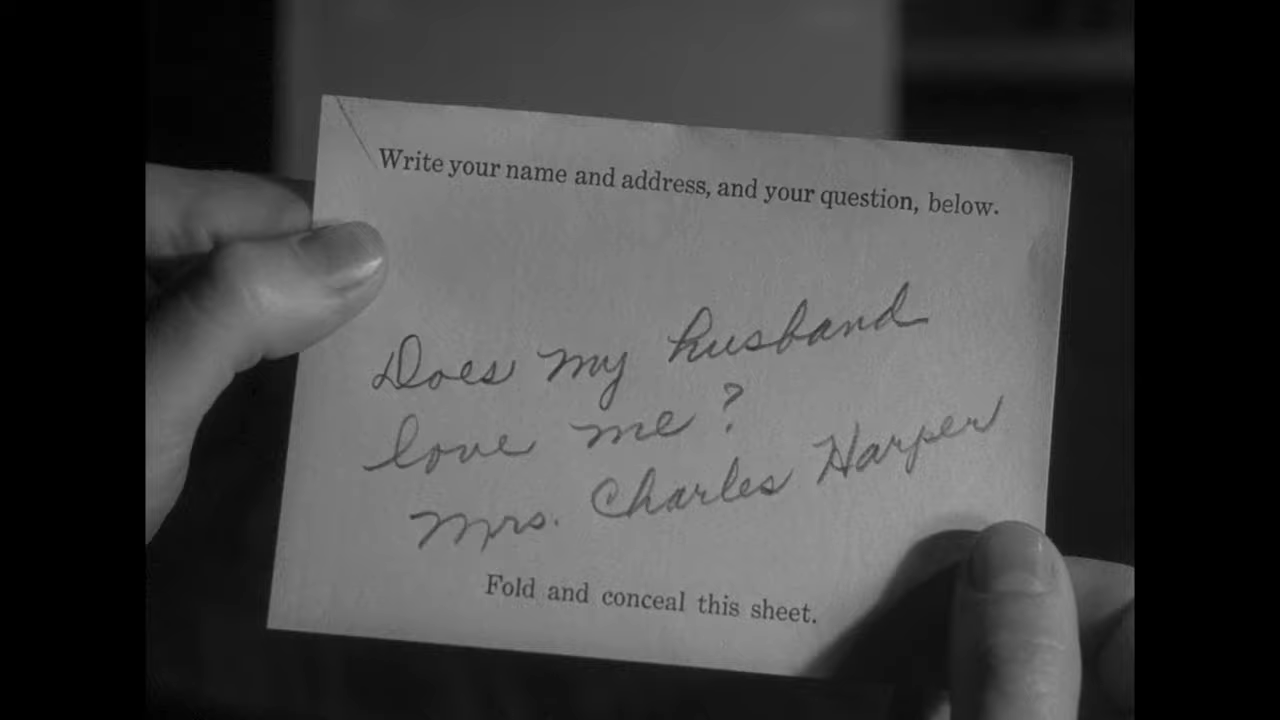 Write your name and address, and your question, below.
Does my husband
love me?
Mrs. Charles Harper
Fold and conceal this sheet.